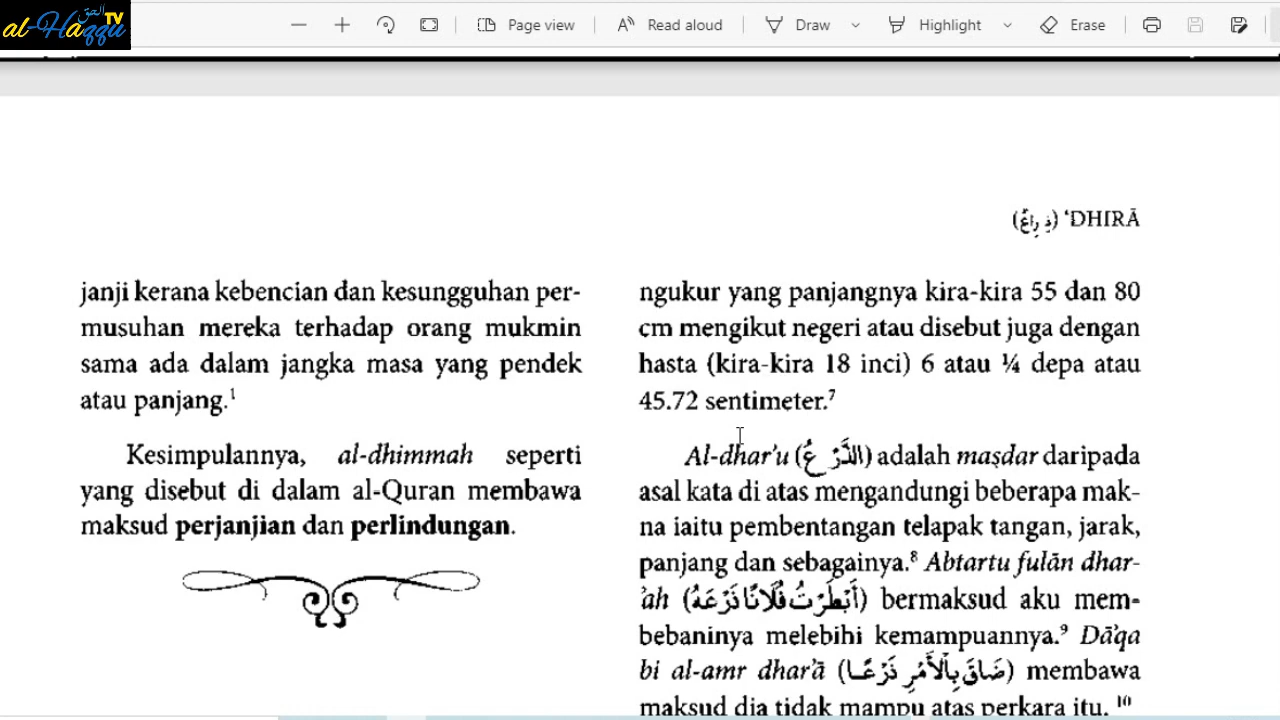 الحق TV
al-Haqqu
Page view
Read aloud
Draw
Highlight
Erase
(ذِرَاعٌ) ‘DHIRĀ
janji kerana kebencian dan kesungguhan per-
musuhan mereka terhadap orang mukmin
sama ada dalam jangka masa yang pendek
atau panjang.¹
Kesimpulannya, al-dhimmah seperti
yang disebut di dalam al-Quran membawa
maksud perjanjian dan perlindungan.
ngukur yang panjangnya kira-kira 55 dan 80
cm mengikut negeri atau disebut juga dengan
hasta (kira-kira 18 inci) 6 atau ¼ depa atau
45.72 sentimeter.⁷
Al-dhar’u (الذَّرْعُ) adalah maṣdar daripada
asal kata di atas mengandungi beberapa mak-
na iaitu pembentangan telapak tangan, jarak,
panjang dan sebagainya.⁸ Abtartu fulān dhar-
‘ah (أَبْطَرْتُ فُلَانًا ذَرْعَهُ) bermaksud aku mem-
bebaninya melebihi kemampuannya.⁹ Ḍā’qa
bi al-amr dhar‘ā (ضَاقَ بِالْأَمْرِ ذَرْعًا) membawa
maksud dia tidak mampu atas perkara itu. ¹⁰